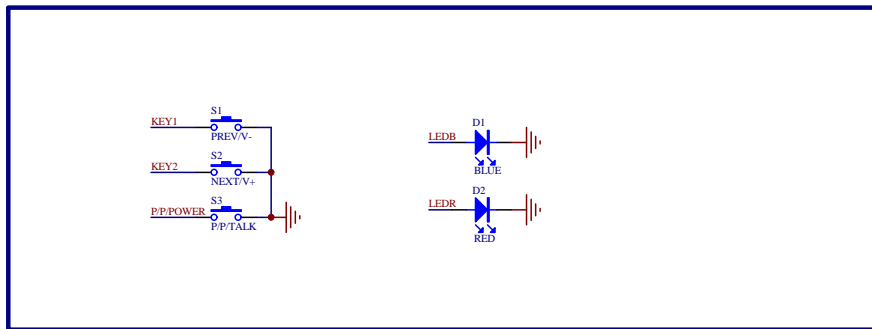 S1
KEY1
PREV/V-
S2
KEY2
NEXT/V+
S3
P/P/POWER
P/P/TALK
D1
LEDB
BLUE
D2
LEDR
RED